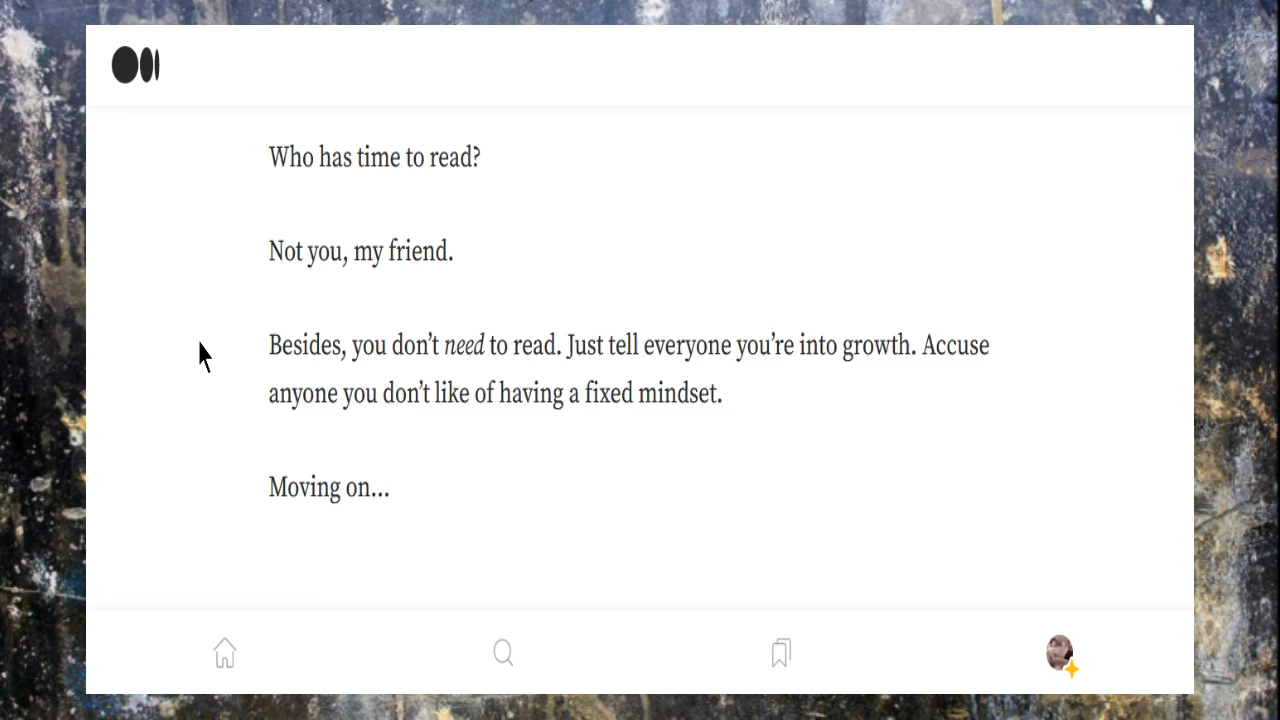 Who has time to read?
Not you, my friend.
Besides, you don’t need to read. Just tell everyone you’re into growth. Accuse
anyone you don’t like of having a fixed mindset.
Moving on…